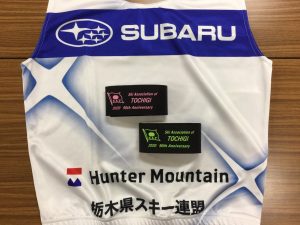 SUBARU
Ski Association of
TOCHIGI
2020 90th Anniversary
Ski Association of
TOCHIGI
2020 90th Anniversary
Hunter Mountain
栃木県スキー連盟